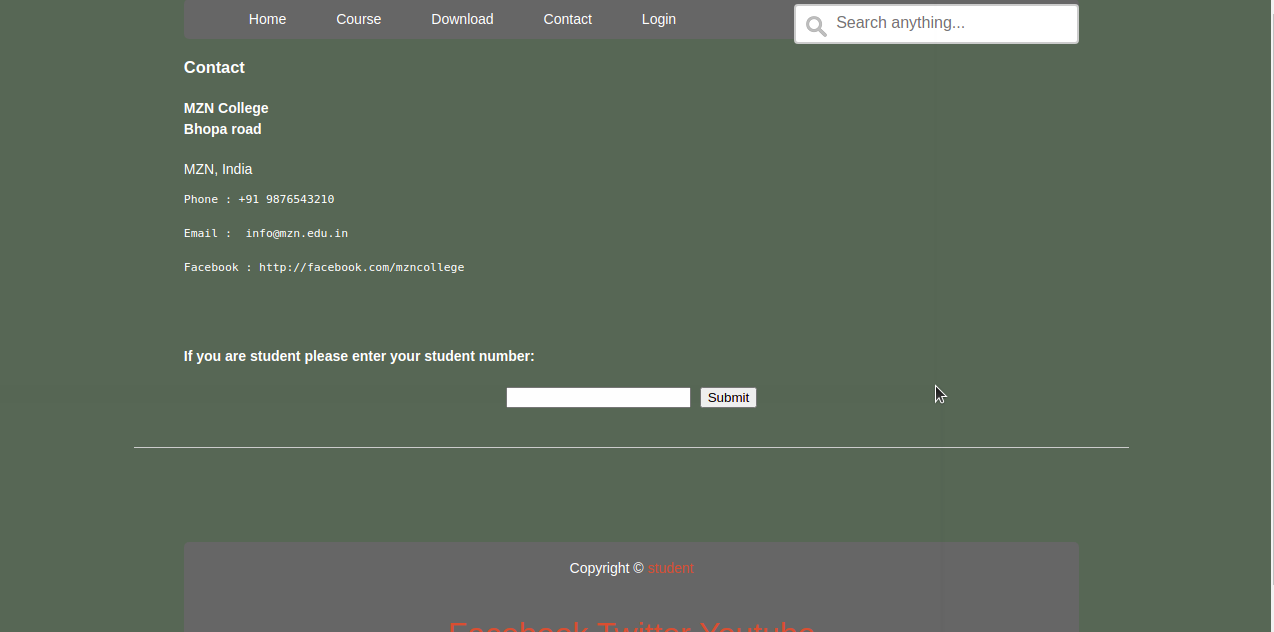 Home Course Download Contact Login Search anything...
Contact
MZN College
Bhopa road
MZN, India
Phone : +91 9876543210
Email :  info@mzn.edu.in
Facebook : http://facebook.com/mzncollege
If you are student please enter your student number:
Submit
Copyright © student
Facebook Twitter Youtube